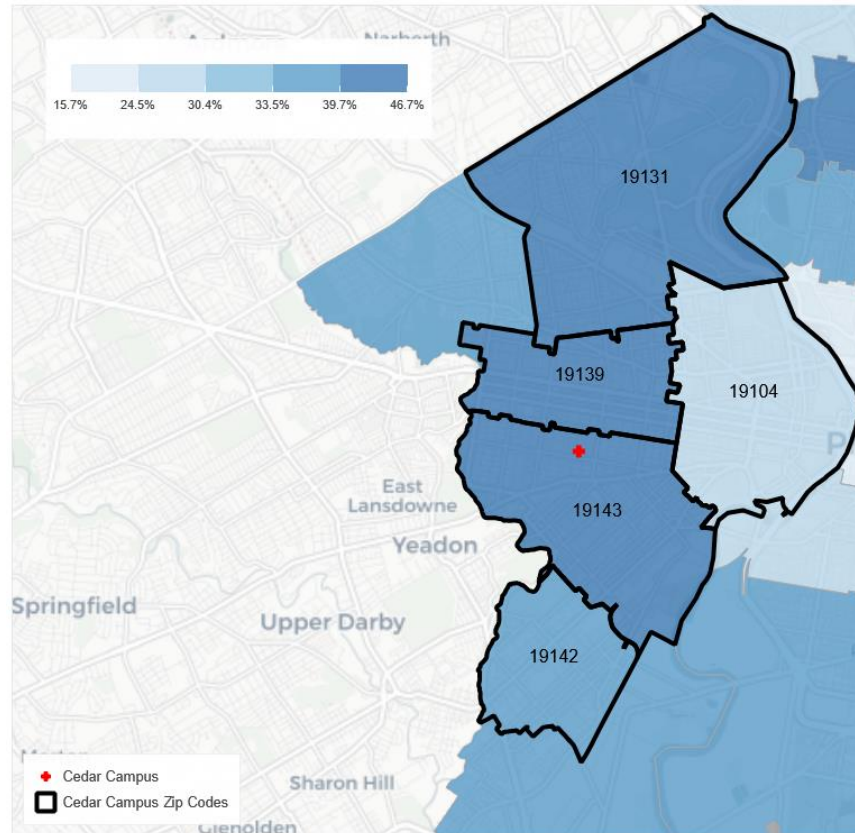 Narberth
15.7% 24.5% 30.4% 33.5% 39.7% 46.7%
19131
19139
19104
East
Lansdowne
19143
Yeadon
Springfield
Upper Darby
19142
Cedar Campus
Sharon Hill
Cedar Campus Zip Codes
Glenolden